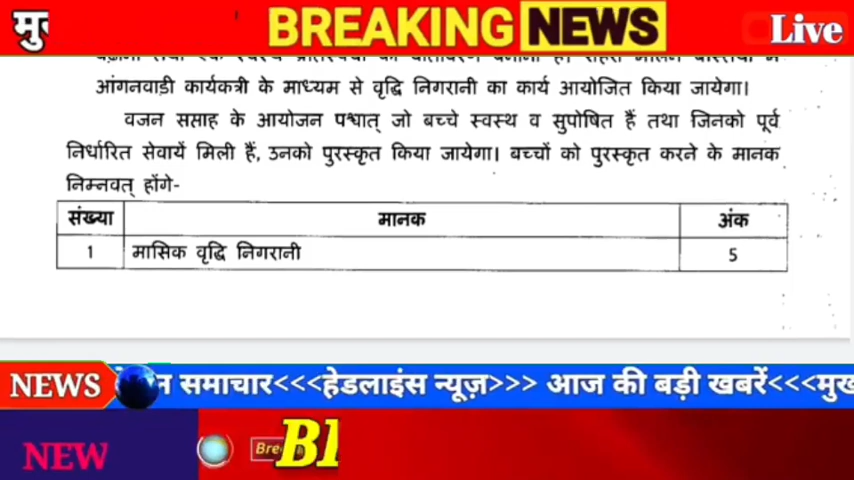 BREAKING NEWS
Live
आंगनवाड़ी कार्यकत्री के माध्यम से वृद्धि निगरानी का कार्य आयोजित किया जायेगा।
वजन सप्ताह के आयोजन पश्चात् जो बच्चे स्वस्थ व सुपोषित हैं तथा जिनको पूर्व
निर्धारित सेवायें मिली हैं, उनको पुरस्कृत किया जायेगा। बच्चों को पुरस्कृत करने के मानक
निम्नवत् होंगे-
संख्या मानक अंक
1 मासिक वृद्धि निगरानी 5
NEWS समाचार<<<हेडलाइंस न्यूज़>>> आज की बड़ी खबरें<<<मुख
NEW